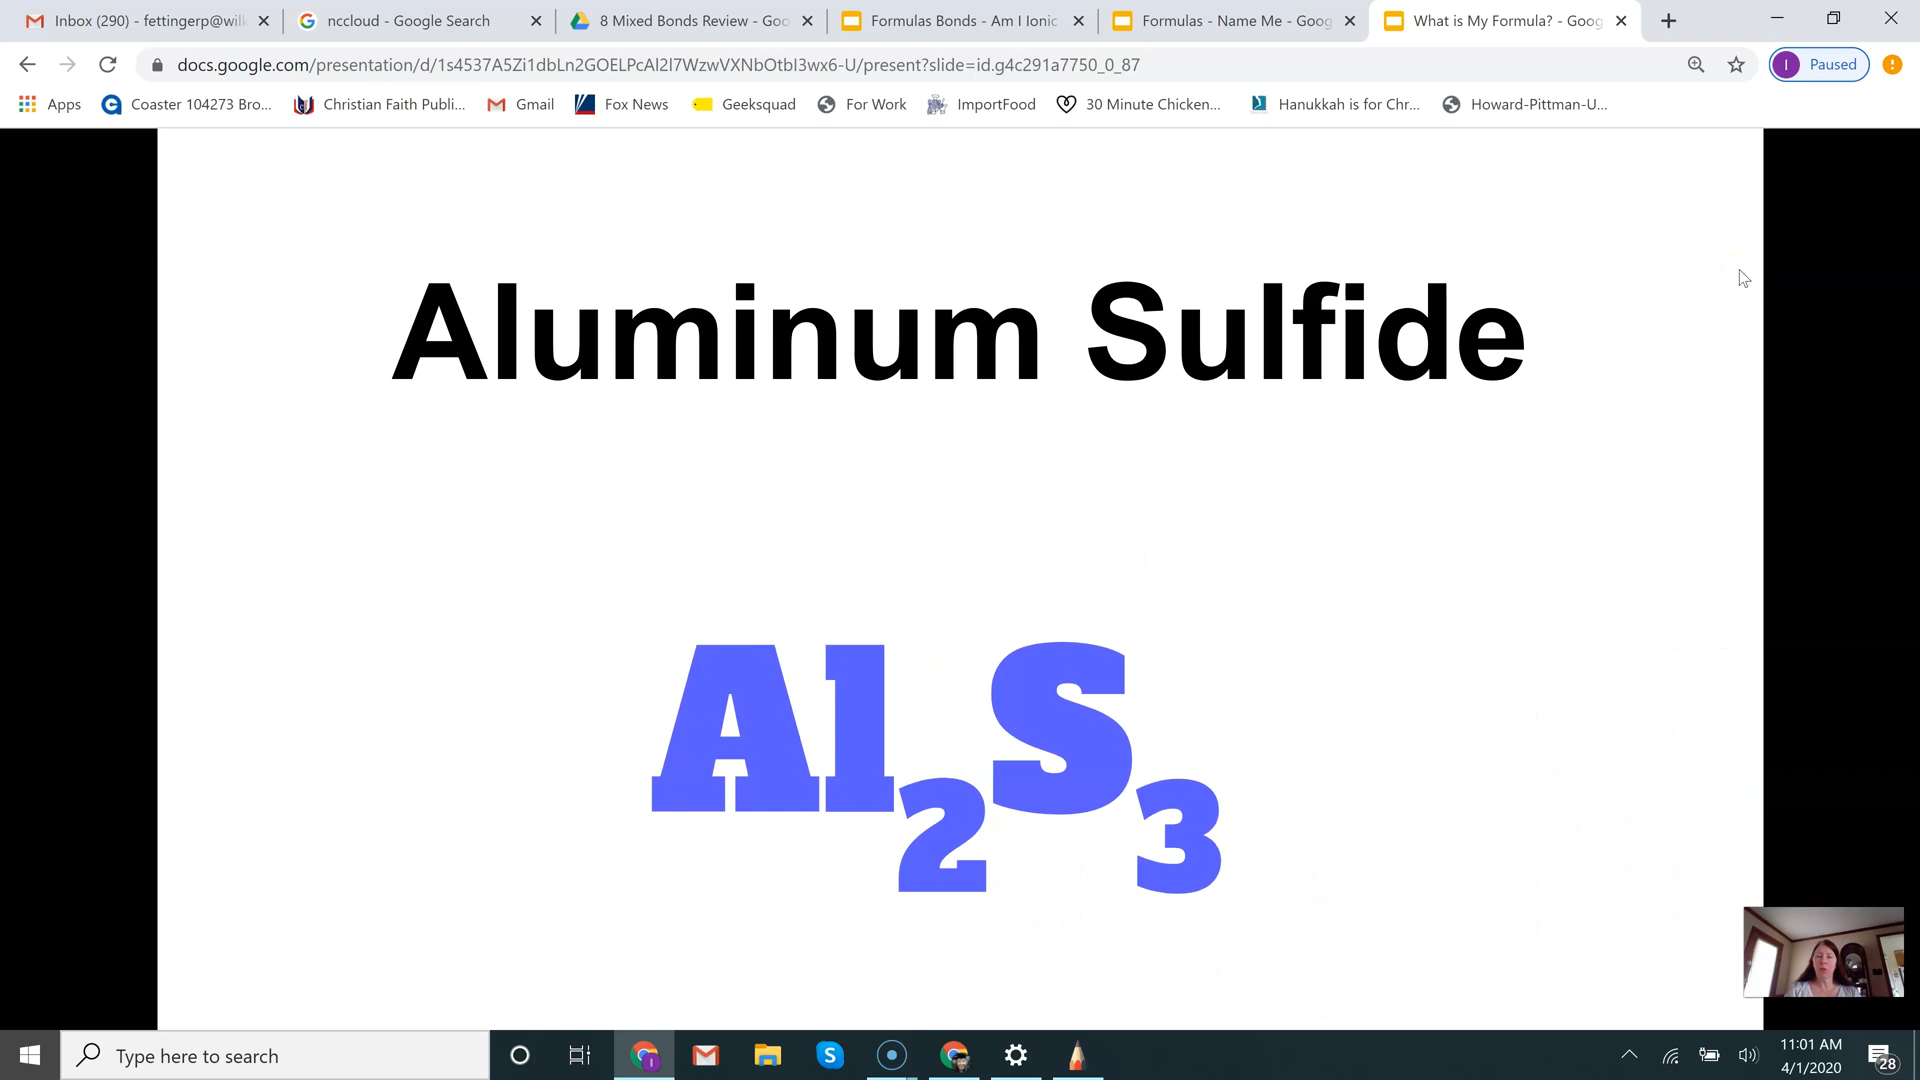 Inbox (290) - fettingerp@wilk
nccloud - Google Search
8 Mixed Bonds Review - Goo
Formulas Bonds - Am I Ionic
Formulas - Name Me - Goog
What is My Formula? - Goog
docs.google.com/presentation/d/1s4537A5Zi1dbLn2GOELPcAl2l7WzwVXNbOtbI3wx6-U/present?slide=id.g4c291a7750_0_87
I Paused
Apps
Coaster 104273 Bro...
Christian Faith Publi...
Gmail
Fox News
Geeksquad
For Work
ImportFood
30 Minute Chicken...
Hanukkah is for Chr...
Howard-Pittman-U...
Aluminum Sulfide
Al₂S₃
Type here to search
11:01 AM
4/1/2020
28